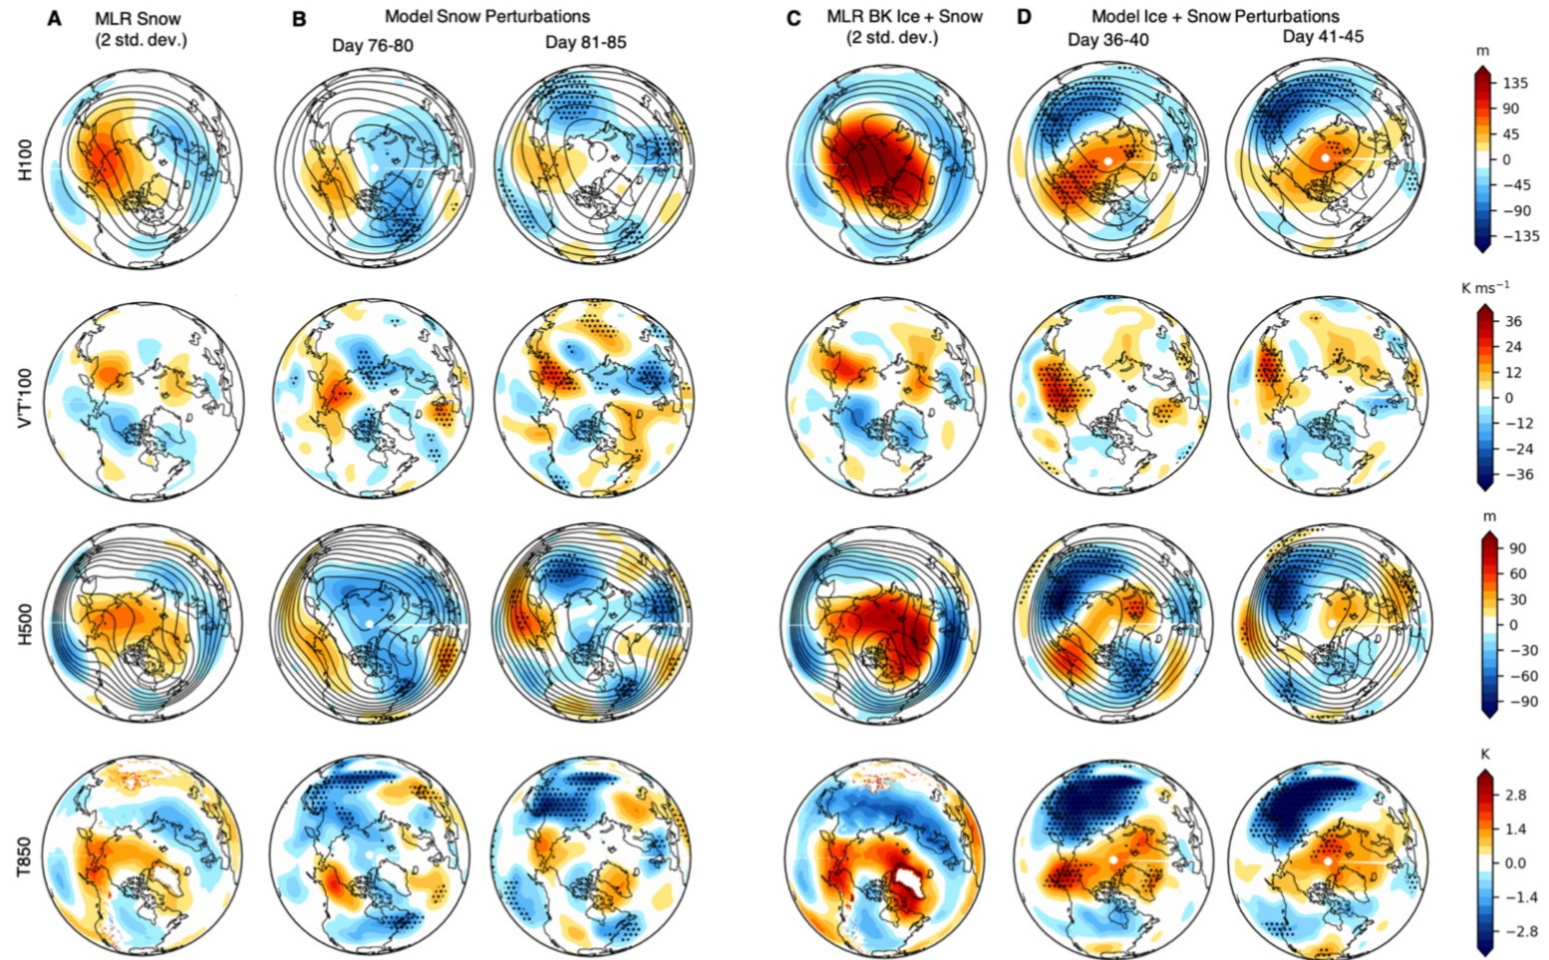 A MLR Snow
(2 std. dev.)
B Model Snow Perturbations
Day 76-80
Day 81-85
C MLR BK Ice + Snow
(2 std. dev.)
D Model Ice + Snow Perturbations
Day 36-40
Day 41-45
H100
m
135
90
45
0
−45
−90
−135
V'T'100
K ms⁻¹
36
24
12
0
−12
−24
−36
H500
m
90
60
30
0
−30
−60
−90
T850
K
2.8
1.4
0.0
−1.4
−2.8